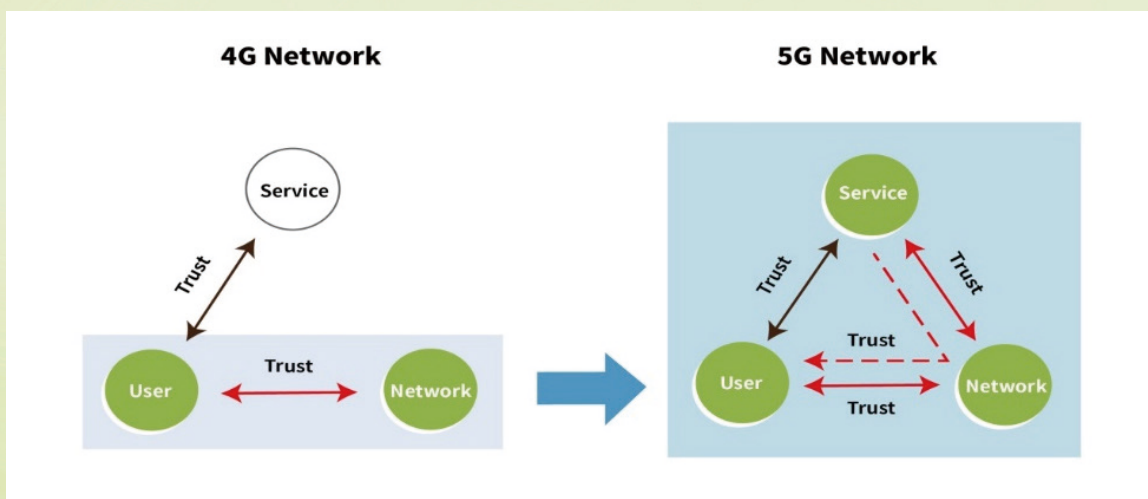 4G Network
Service
Trust
User
Trust
Network
5G Network
Service
Trust
Trust
Trust
User
Trust
Network